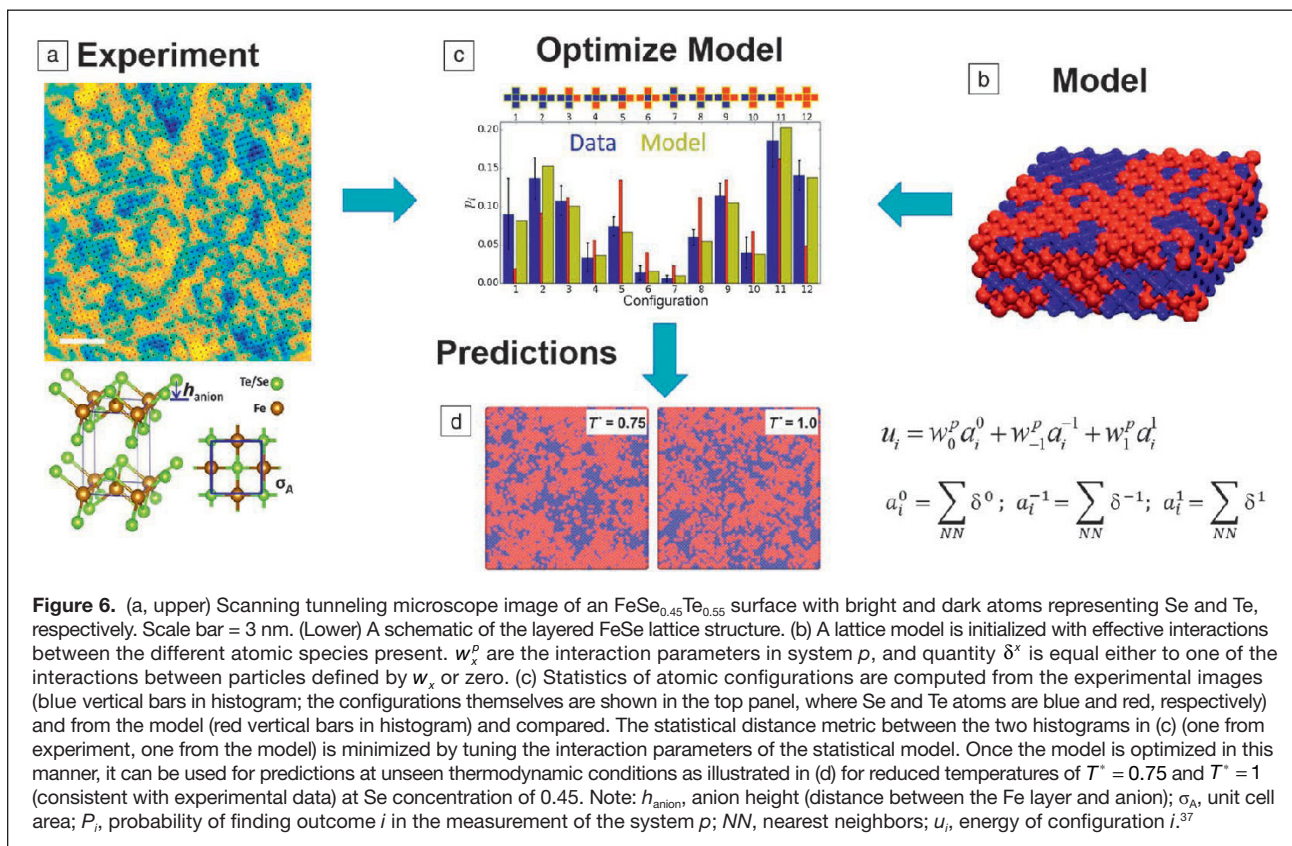 a Experiment
c Optimize Model
b Model
1 2 3 4 5 6 7 8 9 10 11 12
0.20
Data Model
0.15
p_i
0.10
0.05
0.00
1 2 3 4 5 6 7 8 9 10 11 12
Configuration
Te/Se
h_anion
Fe
σ_A
Predictions
d
T* = 0.75
T* = 1.0
u_i = w_0^p a_i^0 + w_{-1}^p a_i^{-1} + w_1^p a_i^1
a_i^0 = ∑_{NN} δ^0 ; a_i^{-1} = ∑_{NN} δ^{-1} ; a_i^1 = ∑_{NN} δ^1
Figure 6. (a, upper) Scanning tunneling microscope image of an FeSe0.45Te0.55 surface with bright and dark atoms representing Se and Te,
respectively. Scale bar = 3 nm. (Lower) A schematic of the layered FeSe lattice structure. (b) A lattice model is initialized with effective interactions
between the different atomic species present. w_x^p are the interaction parameters in system p, and quantity δ^x is equal either to one of the
interactions between particles defined by w_x or zero. (c) Statistics of atomic configurations are computed from the experimental images
(blue vertical bars in histogram; the configurations themselves are shown in the top panel, where Se and Te atoms are blue and red, respectively)
and from the model (red vertical bars in histogram) and compared. The statistical distance metric between the two histograms in (c) (one from
experiment, one from the model) is minimized by tuning the interaction parameters of the statistical model. Once the model is optimized in this
manner, it can be used for predictions at unseen thermodynamic conditions as illustrated in (d) for reduced temperatures of T* = 0.75 and T* = 1
(consistent with experimental data) at Se concentration of 0.45. Note: h_anion, anion height (distance between the Fe layer and anion); σ_A, unit cell
area; P_i, probability of finding outcome i in the measurement of the system p; NN, nearest neighbors; u_i, energy of configuration i.37